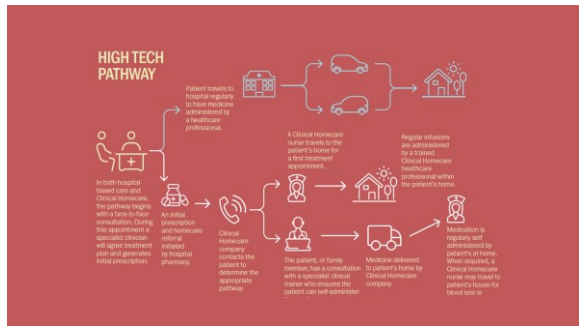 HIGH TECH
PATHWAY
Patient travels to
hospital regularly
to have medicine
administered by
a healthcare
professional.
In both hospital-
based care and
Clinical Homecare,
the pathway begins
with a face-to-face
consultation. During
this appointment a
specialist clinician
will agree treatment
plan and generates
initial prescription.
An initial
prescription
and homecare
referral
initiated
by hospital
pharmacy.
Clinical
Homecare
company
contacts the
patient to
determine the
appropriate
pathway.
A Clinical Homecare
nurse travels to the
patient's home for
a first treatment
appointment.
Regular infusions
are administered
by a trained
Clinical Homecare
healthcare
professional within
the patient's home.
The patient, or family
member, has a consultation
with a specialist clinical
trainer who ensures the
patient can self-administer
Medicine delivered
to patient's home by
Clinical Homecare
company.
Medication is
regularly self
administered by
patient's at home.
When required, a
Clinical Homecare
nurse may travel to
patient's house for
blood test or